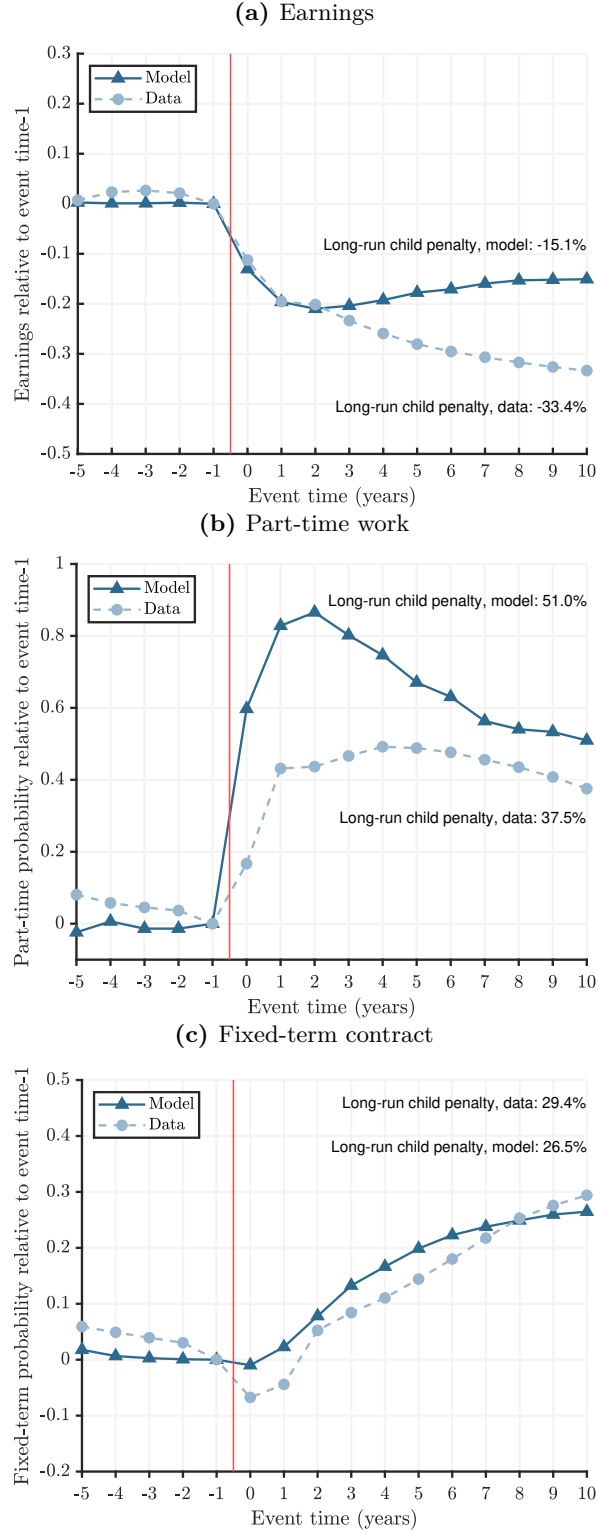 (a) Earnings
Earnings relative to event time-1
0.3
0.2
0.1
0
-0.1
-0.2
-0.3
-0.4
-0.5
Model
Data
Long-run child penalty, model: -15.1%
Long-run child penalty, data: -33.4%
-5 -4 -3 -2 -1 0 1 2 3 4 5 6 7 8 9 10
Event time (years)
(b) Part-time work
Part-time probability relative to event time-1
1
0.8
0.6
0.4
0.2
0
Model
Data
Long-run child penalty, model: 51.0%
Long-run child penalty, data: 37.5%
-5 -4 -3 -2 -1 0 1 2 3 4 5 6 7 8 9 10
Event time (years)
(c) Fixed-term contract
Fixed-term probability relative to event time-1
0.5
0.4
0.3
0.2
0.1
0
-0.1
-0.2
Model
Data
Long-run child penalty, data: 29.4%
Long-run child penalty, model: 26.5%
-5 -4 -3 -2 -1 0 1 2 3 4 5 6 7 8 9 10
Event time (years)